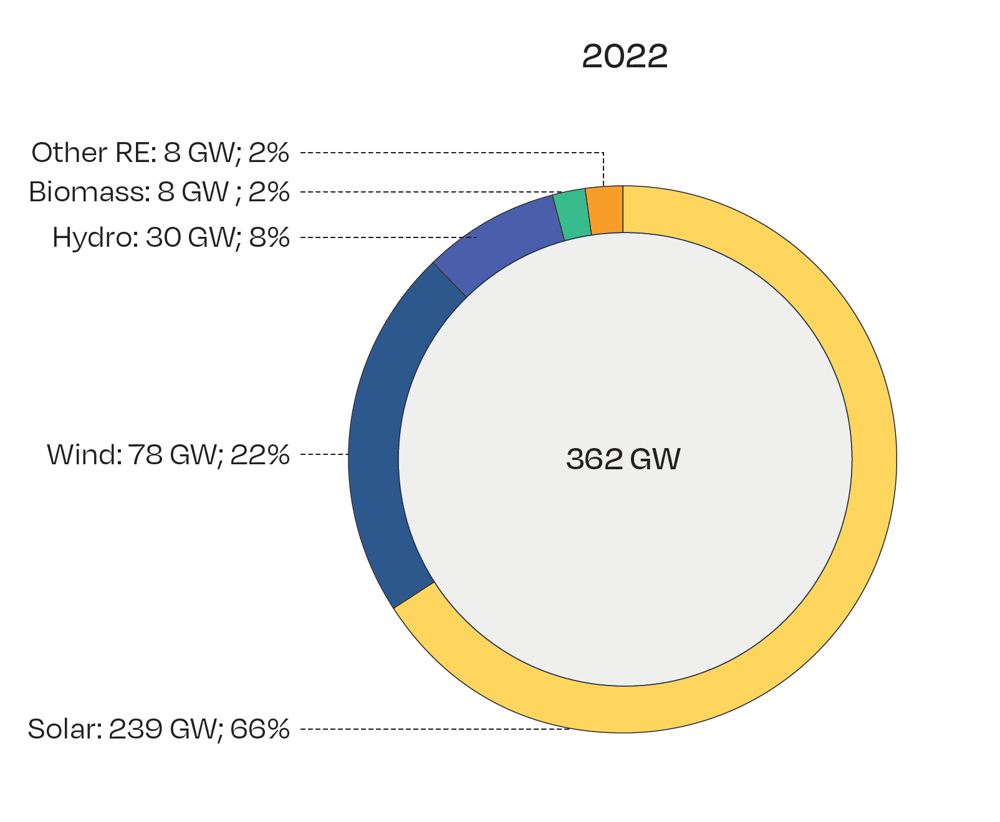 2022
Other RE: 8 GW; 2%
Biomass: 8 GW ; 2%
Hydro: 30 GW; 8%
Wind: 78 GW; 22%
362 GW
Solar: 239 GW; 66%